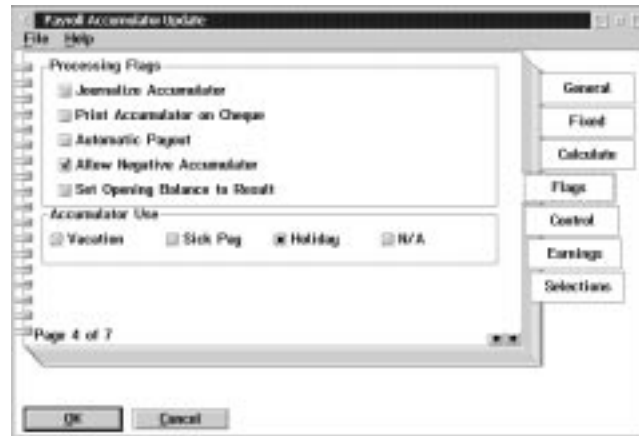 Payroll Accumulator Update
File Help
Processing Flags
Journalize Accumulator
Print Accumulator on Cheque
Automatic Payout
Allow Negative Accumulator
Set Opening Balance to Result
Accumulator Use
Vacation Sick Pay Holiday N/A
Page 4 of 7
General
Fixed
Calculate
Flags
Control
Earnings
Selections
OK Cancel